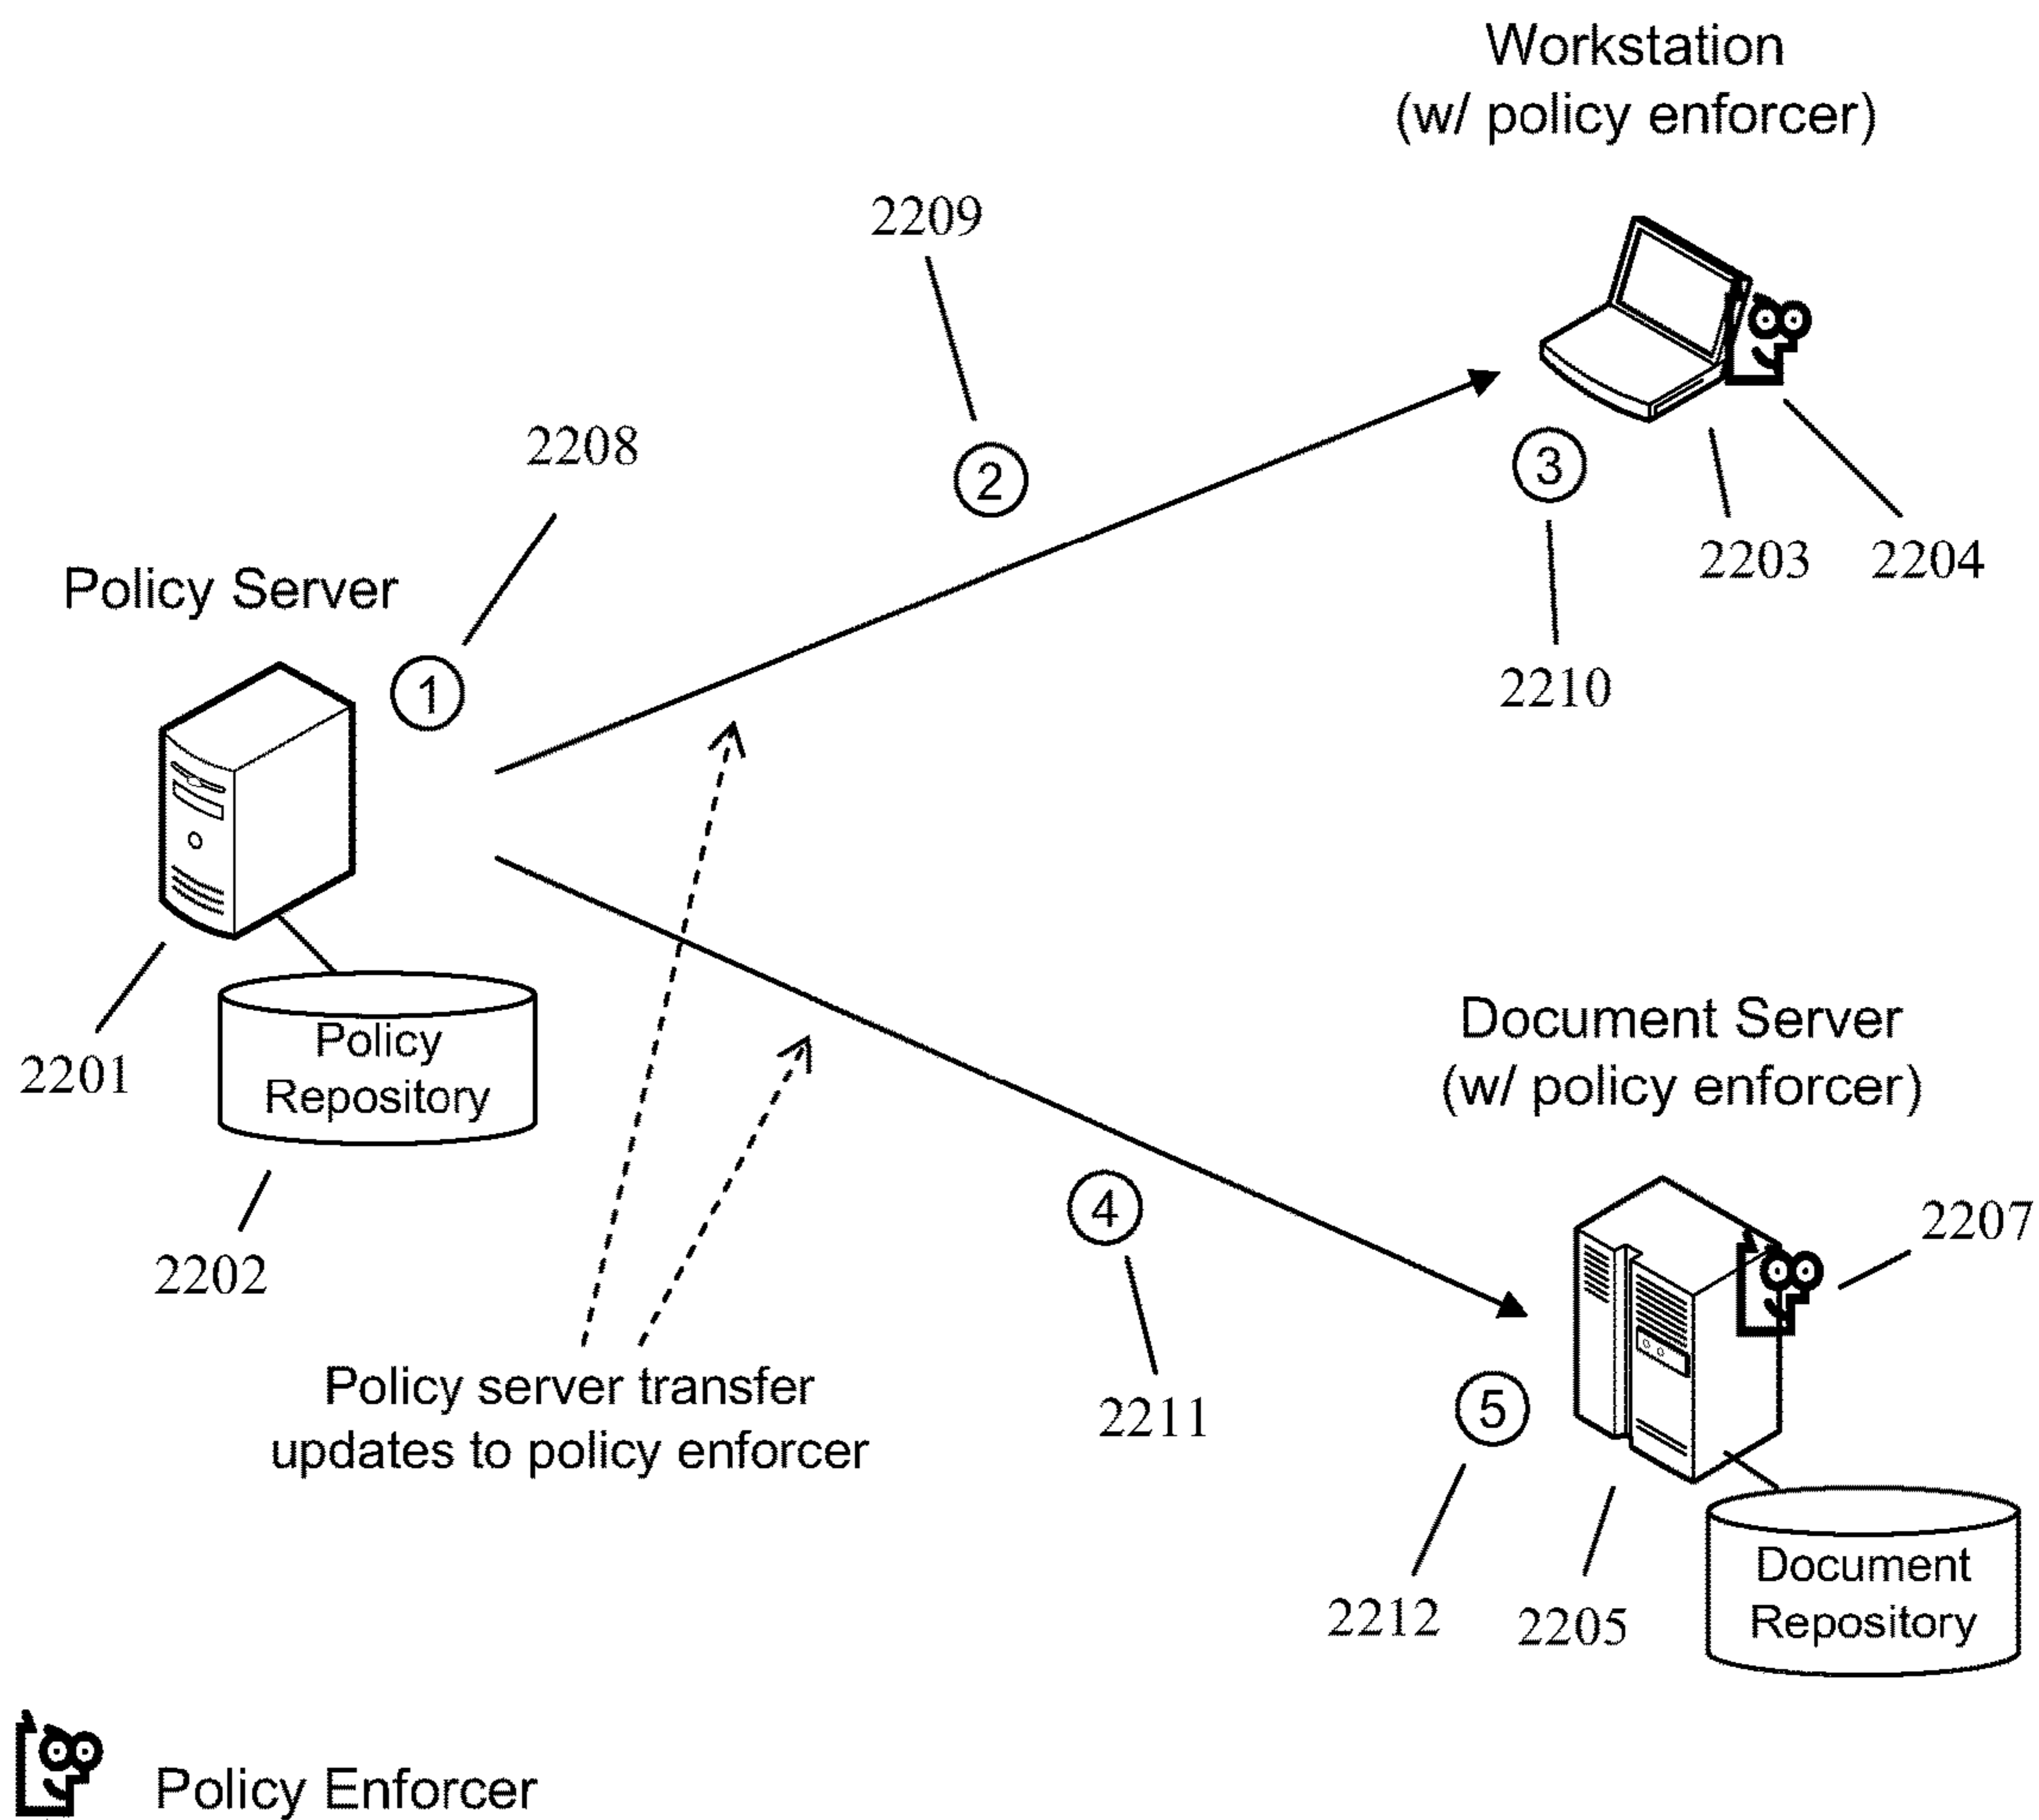 Workstation
(w/ policy enforcer)
2209
2208
2
3
2203
2204
Policy Server
1
2210
Policy
Repository
2201
2202
Document Server
(w/ policy enforcer)
4
2207
Policy server transfer
updates to policy enforcer
2211
5
2212
2205
Document
Repository
Policy Enforcer